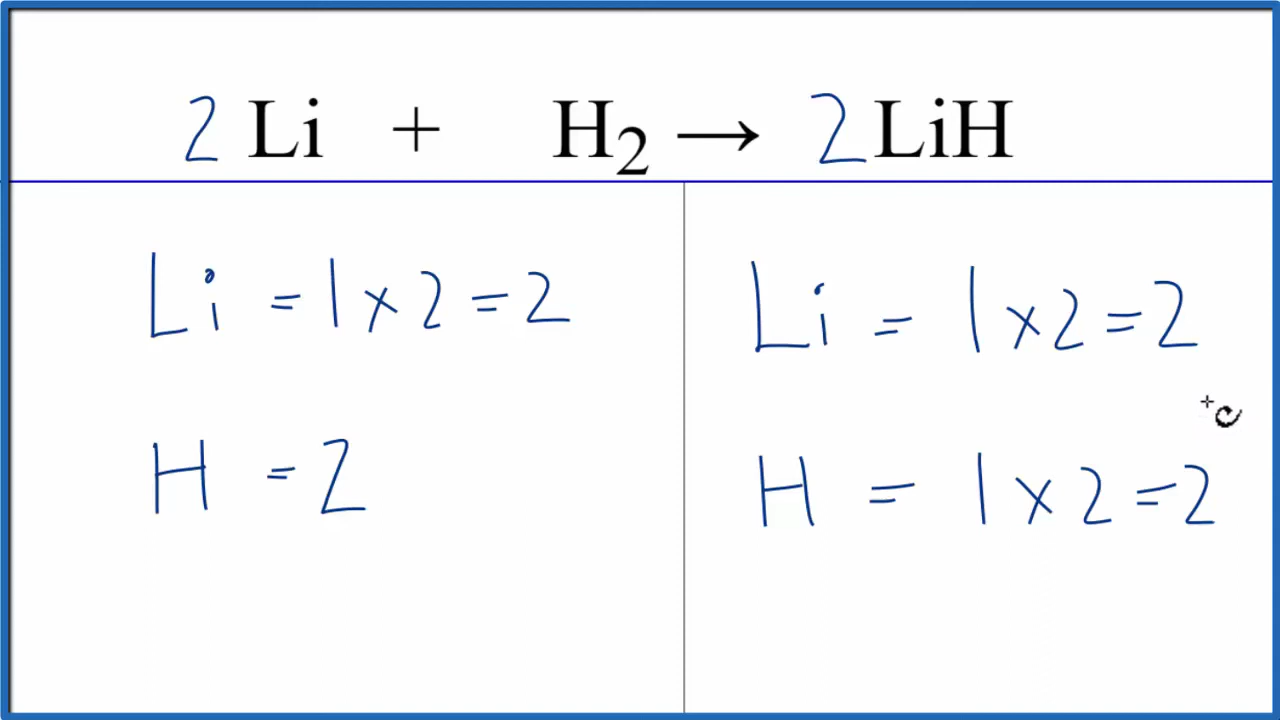 2 Li + H₂ → 2 LiH
Li = 1 x 2 = 2
H = 2
Li = 1 x 2 = 2
H = 1 x 2 = 2